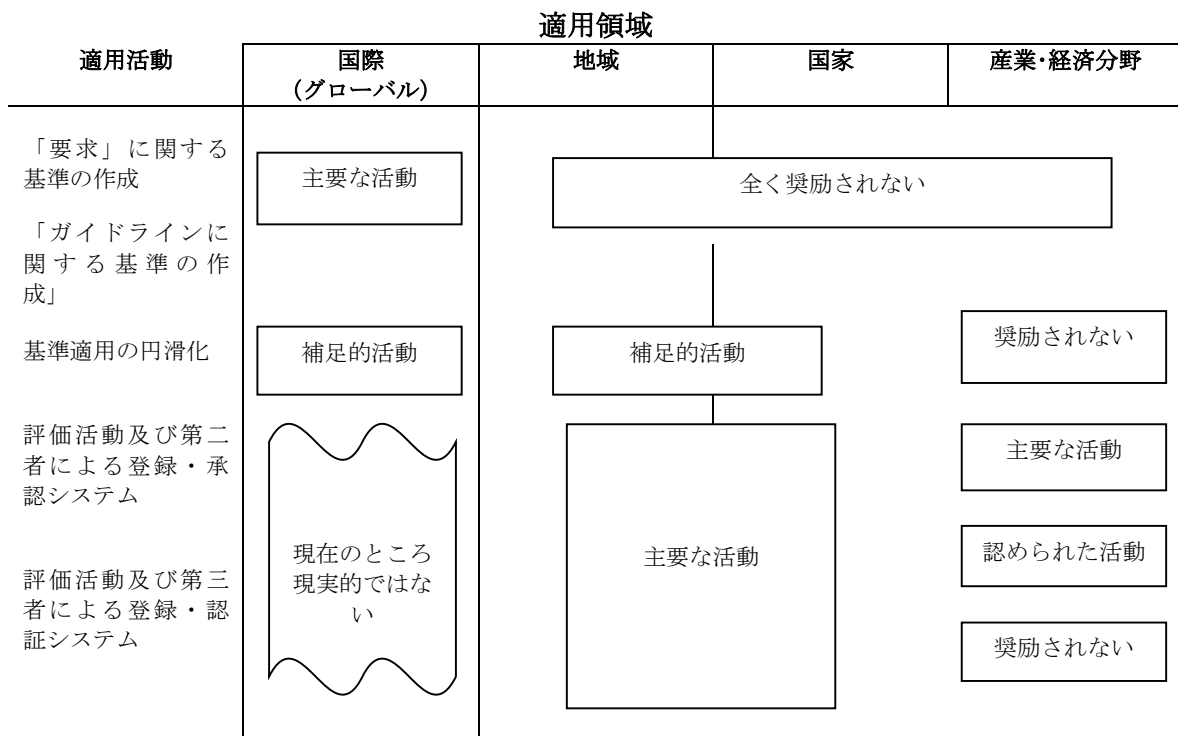 適用領域
適用活動
国際
(グローバル)
地域
国家
産業・経済分野
「要求」に関する
基準の作成
主要な活動
全く奨励されない
「ガイドラインに
関する基準の作
成」
基準適用の円滑化
補足的活動
補足的活動
奨励されない
評価活動及び第二
者による登録・承
認システム
主要な活動
現在のところ
現実的ではな
い
主要な活動
認められた活動
評価活動及び第三
者による登録・認
証システム
奨励されない